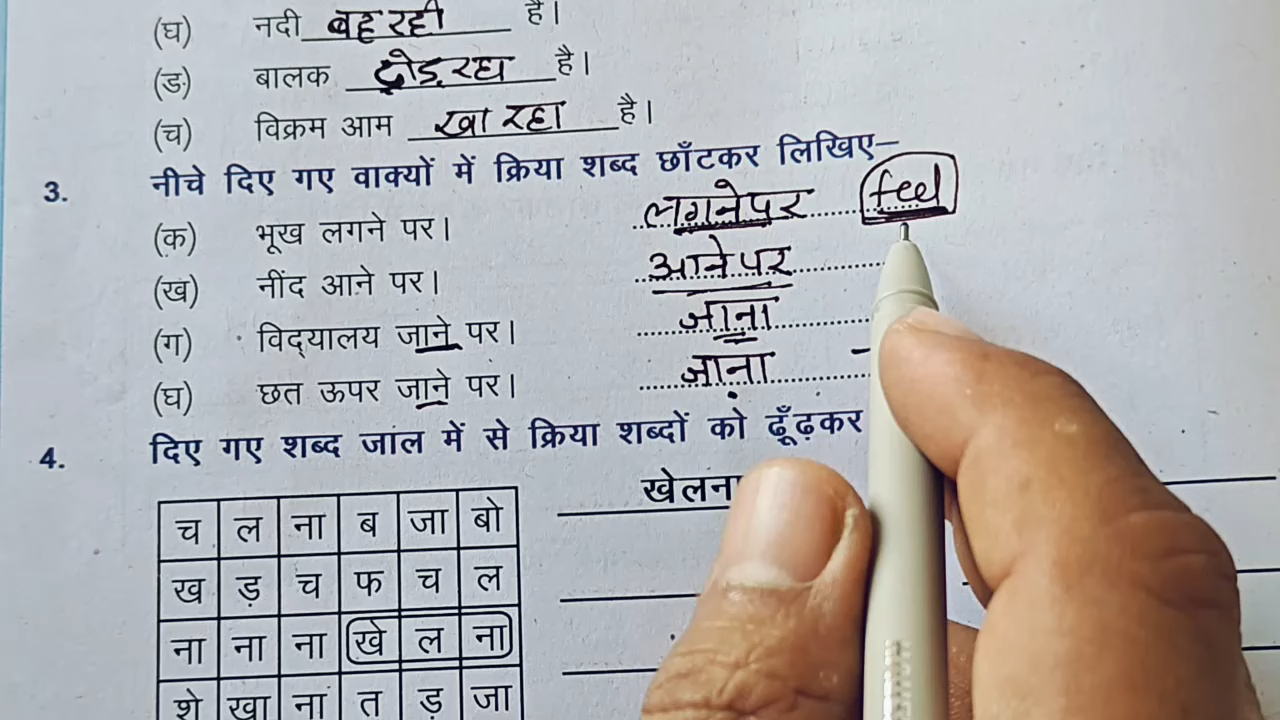 (घ) नदी बह रही है।
(ङ) बालक दौड़ रहा है।
(च) विक्रम आम खा रहा है।
3. नीचे दिए गए वाक्यों में क्रिया शब्द छाँटकर लिखिए–
(क) भूख लगने पर। लगने पर feel
(ख) नींद आने पर। आने पर
(ग) विद्यालय जाने पर। जाना
(घ) छत ऊपर जाने पर। जाना
4. दिए गए शब्द जाल में से क्रिया शब्दों को ढूँढ़कर
खेलना
च ल ना ब जा बो
ख ड़ च फ च ल
ना ना ना खे ल ना
शे खा ना त ड़ जा